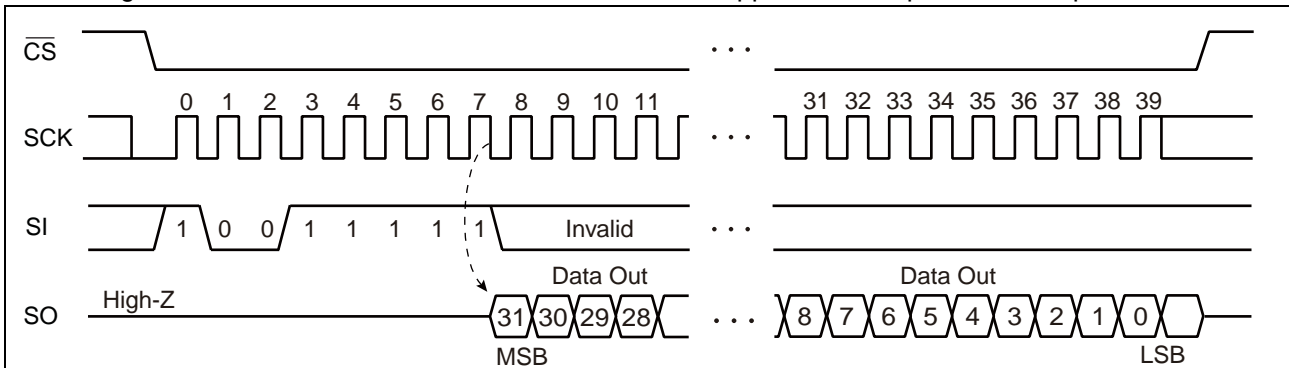 CS
0 1 2 3 4 5 6 7 8 9 10 11 31 32 33 34 35 36 37 38 39
SCK
SI 1 0 0 1 1 1 1 1 Invalid
Data Out Data Out
High-Z
SO 31 30 29 28 8 7 6 5 4 3 2 1 0
MSB LSB